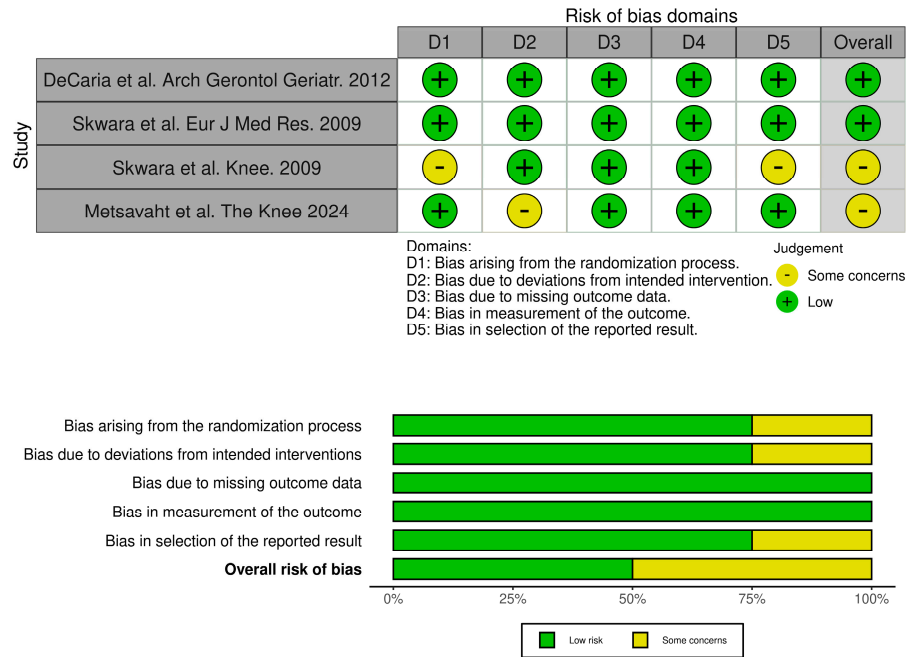 Risk of bias domains
D1 D2 D3 D4 D5 Overall
Study
DeCaria et al. Arch Gerontol Geriatr. 2012 + + + + + +
Skwara et al. Eur J Med Res. 2009 + + + + + +
Skwara et al. Knee. 2009 - + + + - -
Metsavaht et al. The Knee 2024 + - + + + -
Domains:
D1: Bias arising from the randomization process.
D2: Bias due to deviations from intended intervention.
D3: Bias due to missing outcome data.
D4: Bias in measurement of the outcome.
D5: Bias in selection of the reported result.
Judgement
- Some concerns
+ Low
Bias arising from the randomization process
Bias due to deviations from intended interventions
Bias due to missing outcome data
Bias in measurement of the outcome
Bias in selection of the reported result
Overall risk of bias
0% 25% 50% 75% 100%
Low risk Some concerns